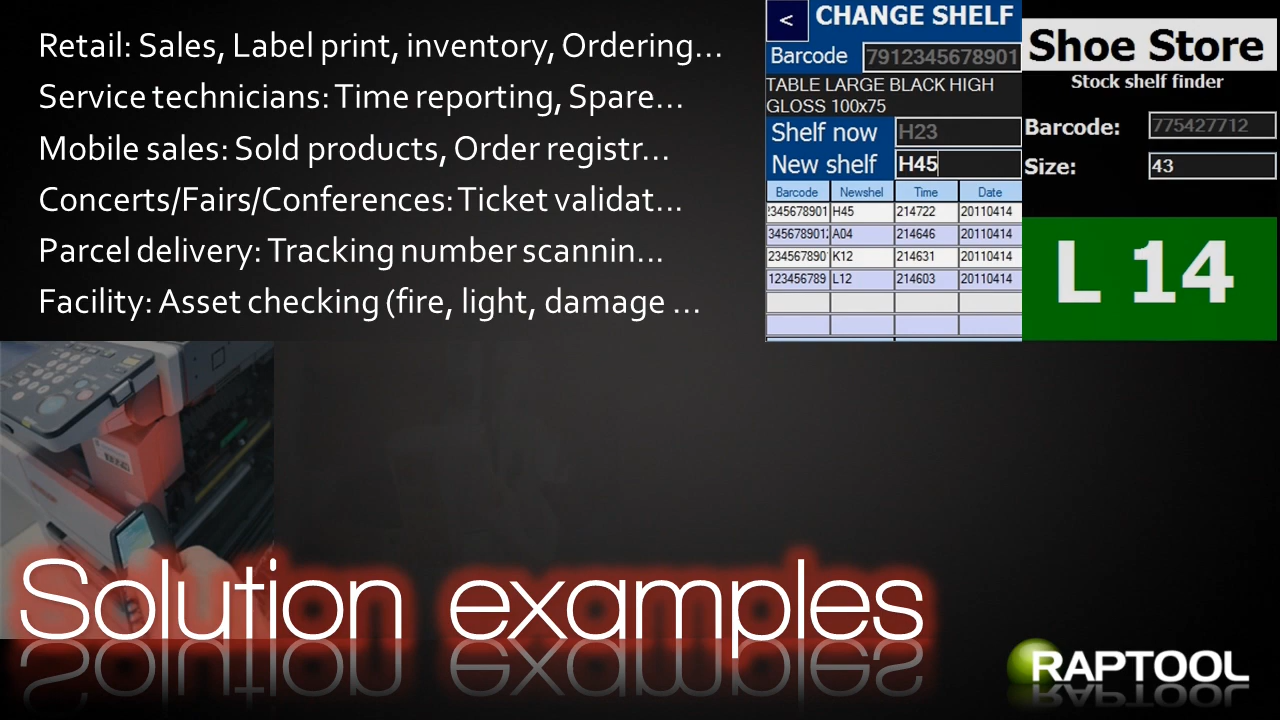 Retail: Sales, Label print, inventory, Ordering...
Service technicians: Time reporting, Spare...
Mobile sales: Sold products, Order registr...
Concerts/Fairs/Conferences: Ticket validat...
Parcel delivery: Tracking number scannin...
Facility: Asset checking (fire, light, damage ...
< CHANGE SHELF
Barcode 7912345678901
TABLE LARGE BLACK HIGH
GLOSS 100x75
Shelf now H23
New shelf H45
Barcode Newshel Time Date
2345678901 H45 214722 20110414
3456789012 A04 214646 20110414
234567890 K12 214631 20110414
123456789 L12 214603 20110414
Shoe Store
Stock shelf finder
Barcode: 775427712
Size: 43
L 14
Solution examples
RAPTOOL